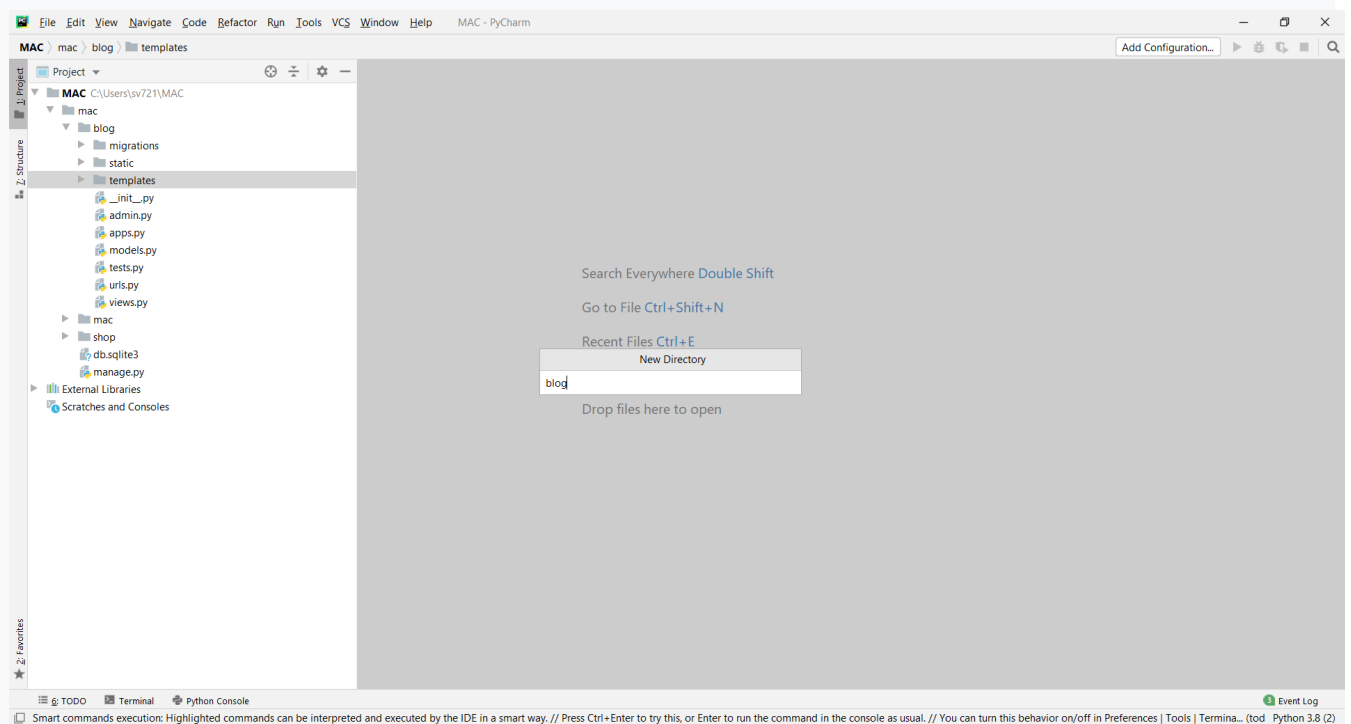 File Edit View Navigate Code Refactor Run Tools VCS Window Help MAC - PyCharm
MAC mac blog templates
Add Configuration...
1: Project
7: Structure
2: Favorites
Project
MAC C:\Users\sv721\MAC
mac
blog
migrations
static
templates
__init__.py
admin.py
apps.py
models.py
tests.py
urls.py
views.py
mac
shop
db.sqlite3
manage.py
External Libraries
Scratches and Consoles
Search Everywhere Double Shift
Go to File Ctrl+Shift+N
Recent Files Ctrl+E
New Directory
blog
Drop files here to open
6: TODO Terminal Python Console
3 Event Log
Smart commands execution: Highlighted commands can be interpreted and executed by the IDE in a smart way. // Press Ctrl+Enter to try this, or Enter to run the command in the console as usual. // You can turn this behavior on/off in Preferences | Tools | Termina... (tod Python 3.8 (2)